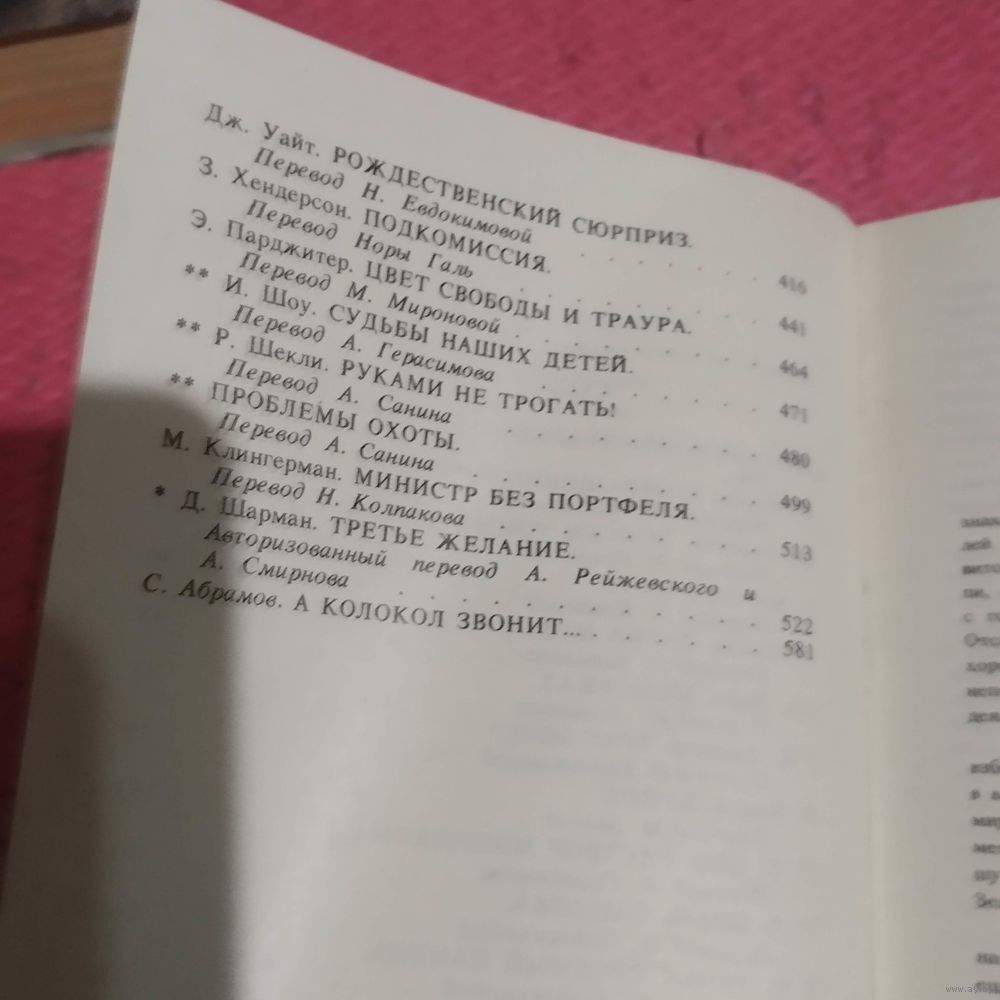 Дж. Уайт. РОЖДЕСТВЕНСКИЙ СЮРПРИЗ.
Перевод Н. Евдокимовой . . . . . . . 416
З. Хендерсон. ПОДКОМИССИЯ.
Перевод Норы Галь . . . . . . . 441
Э. Парджитер. ЦВЕТ СВОБОДЫ И ТРАУРА.
Перевод М. Мироновой . . . . . . . 464
** И. Шоу. СУДЬБЫ НАШИХ ДЕТЕЙ.
Перевод А. Герасимова . . . . . . . 471
** Р. Шекли. РУКАМИ НЕ ТРОГАТЬ!
Перевод А. Санина . . . . . . . 480
** ПРОБЛЕМЫ ОХОТЫ.
Перевод А. Санина . . . . . . . 499
М. Клингерман. МИНИСТР БЕЗ ПОРТФЕЛЯ.
Перевод Н. Колпакова . . . . . . . 513
* Д. Шарман. ТРЕТЬЕ ЖЕЛАНИЕ.
Авторизованный перевод А. Рейжевского и
А. Смирнова . . . . . . . . . 522
С. Абрамов. А КОЛОКОЛ ЗВОНИТ... . . . . . 581